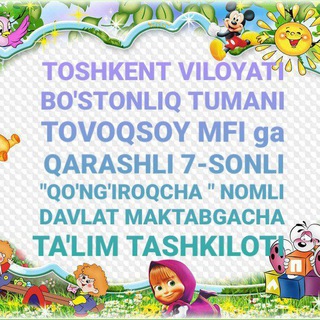 TOSHKENT VILOYAT
BO'STONLIQ TUMANI
TOVOQSOY MFI ga
QARASHLI 7-SONLI
"QO'NG'IROQCHA " NOMLI
DAVLAT MAKTABGACHA
TA'LIM TASHKILOTI